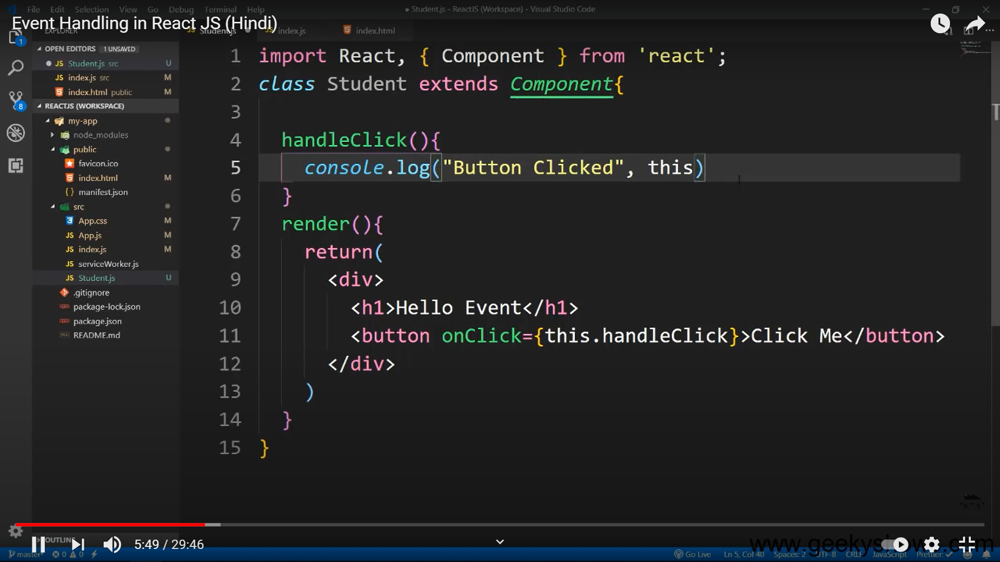 File Edit Selection View Go Debug Terminal Help
● Student.js - ReactJS (Workspace) - Visual Studio Code
Event Handling in React JS (Hindi)
EXPLORER
JS Student.js
JS index.js
index.html
OPEN EDITORS 1 UNSAVED
JS Student.js src U
JS index.js src M
index.html public M
REACTJS (WORKSPACE)
my-app
node_modules
public
favicon.ico
index.html M
{ } manifest.json
src
App.css M
JS App.js M
JS index.js M
JS serviceWorker.js
JS Student.js U
.gitignore
package-lock.json
package.json
README.md
OUTLINE
1
8
1 import React, { Component } from 'react';
2 class Student extends Component{
3
4 handleClick(){
5 console.log("Button Clicked", this)
6 }
7 render(){
8 return(
9 <div>
10 <h1>Hello Event</h1>
11 <button onClick={this.handleClick}>Click Me</button>
12 </div>
13 )
14 }
15 }
5:49 / 29:46
www.geekyshows.com
master* 0 0
Go Live Ln 5, Col 40 Spaces: 2 UTF-8 CRLF JavaScript Prettier: ✓